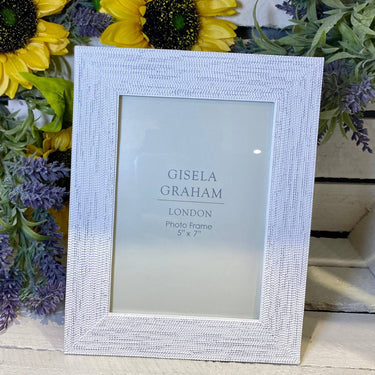 GISELA
GRAHAM
LONDON
Photo Frame
5" x 7"